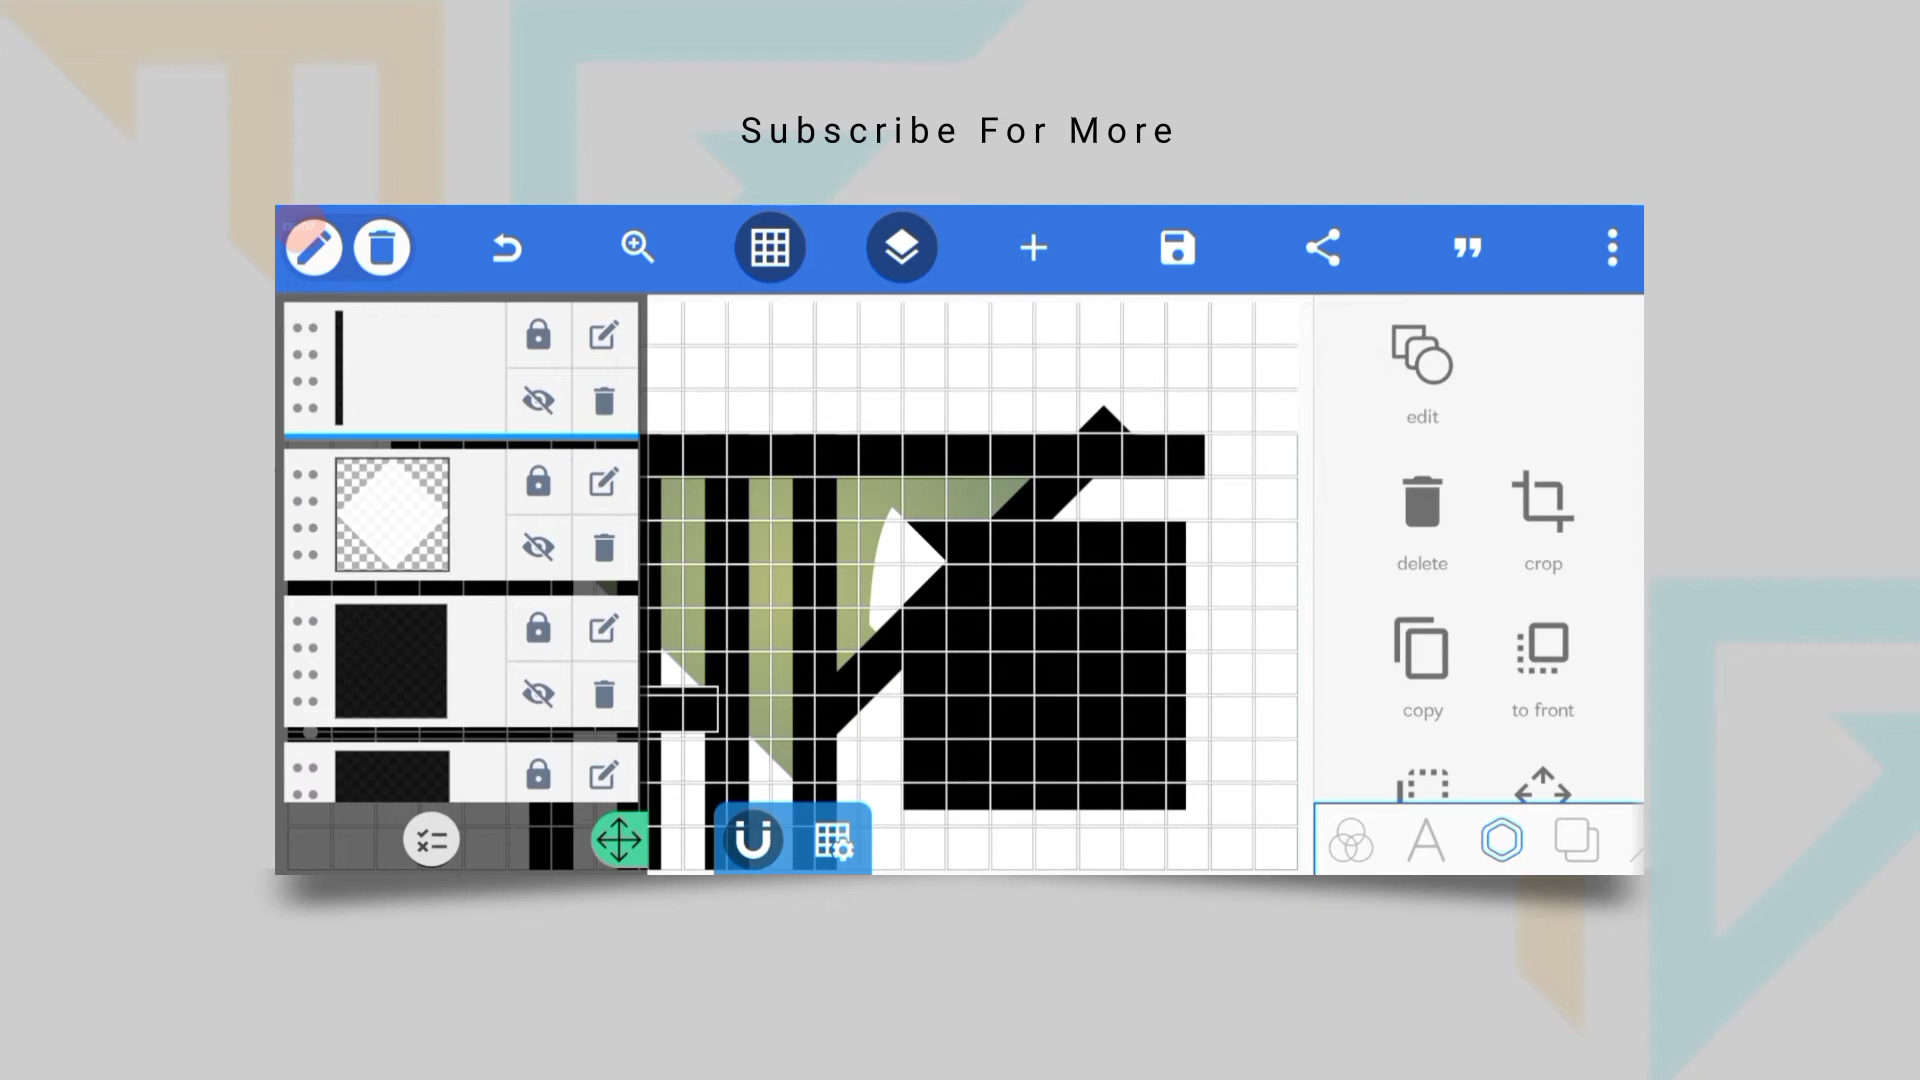 Subscribe For More
edit
delete
crop
copy
to front